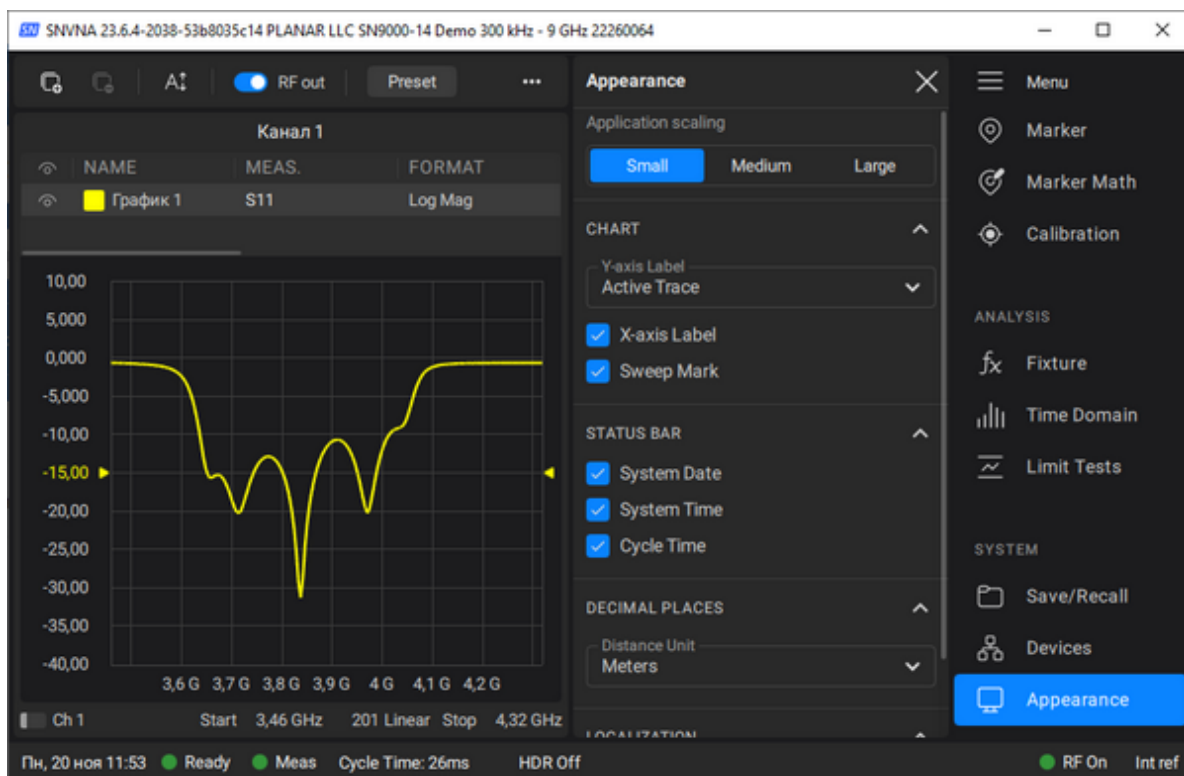 SNVNA 23.6.4-2038-53b8035c14 PLANAR LLC SN9000-14 Demo 300 kHz - 9 GHz 22260064
RF out Preset
Канал 1
NAME MEAS. FORMAT
График 1 S11 Log Mag
10,00
5,000
0,000
-5,000
-10,00
-15,00
-20,00
-25,00
-30,00
-35,00
-40,00
3,6 G 3,7 G 3,8 G 3,9 G 4 G 4,1 G 4,2 G
Ch 1 Start 3,46 GHz 201 Linear Stop 4,32 GHz
Appearance
Application scaling
Small Medium Large
CHART
Y-axis Label
Active Trace
X-axis Label
Sweep Mark
STATUS BAR
System Date
System Time
Cycle Time
DECIMAL PLACES
Distance Unit
Meters
LOCALIZATION
Menu
Marker
Marker Math
Calibration
ANALYSIS
Fixture
Time Domain
Limit Tests
SYSTEM
Save/Recall
Devices
Appearance
Пн, 20 ноя 11:53 Ready Meas Cycle Time: 26ms HDR Off RF On Int ref